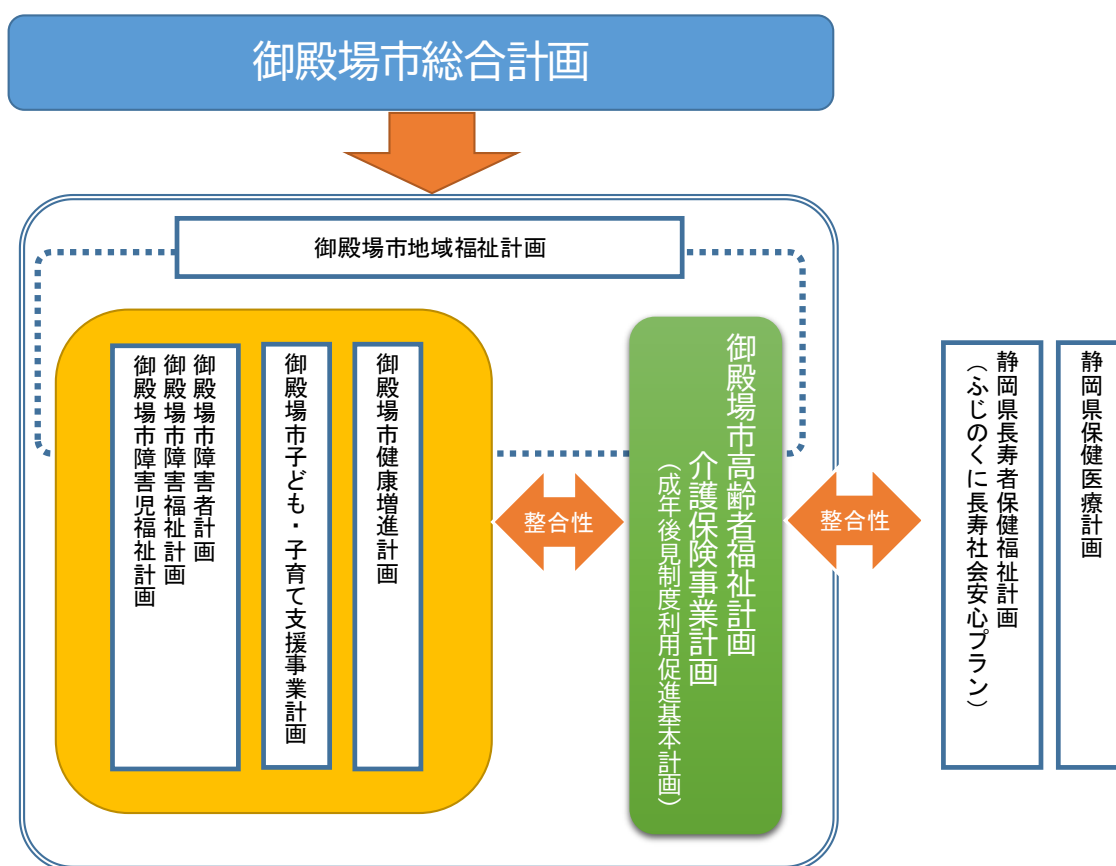 御殿場市総合計画
御殿場市地域福祉計画
御殿場市障害者計画
御殿場市障害福祉計画
御殿場市障害児福祉計画
御殿場市子ども・子育て支援事業計画
御殿場市健康増進計画
整合性
御殿場市高齢者福祉計画
介護保険事業計画
（成年後見制度利用促進基本計画）
整合性
静岡県長寿者保健福祉計画
（ふじのくに長寿社会安心プラン）
静岡県保健医療計画